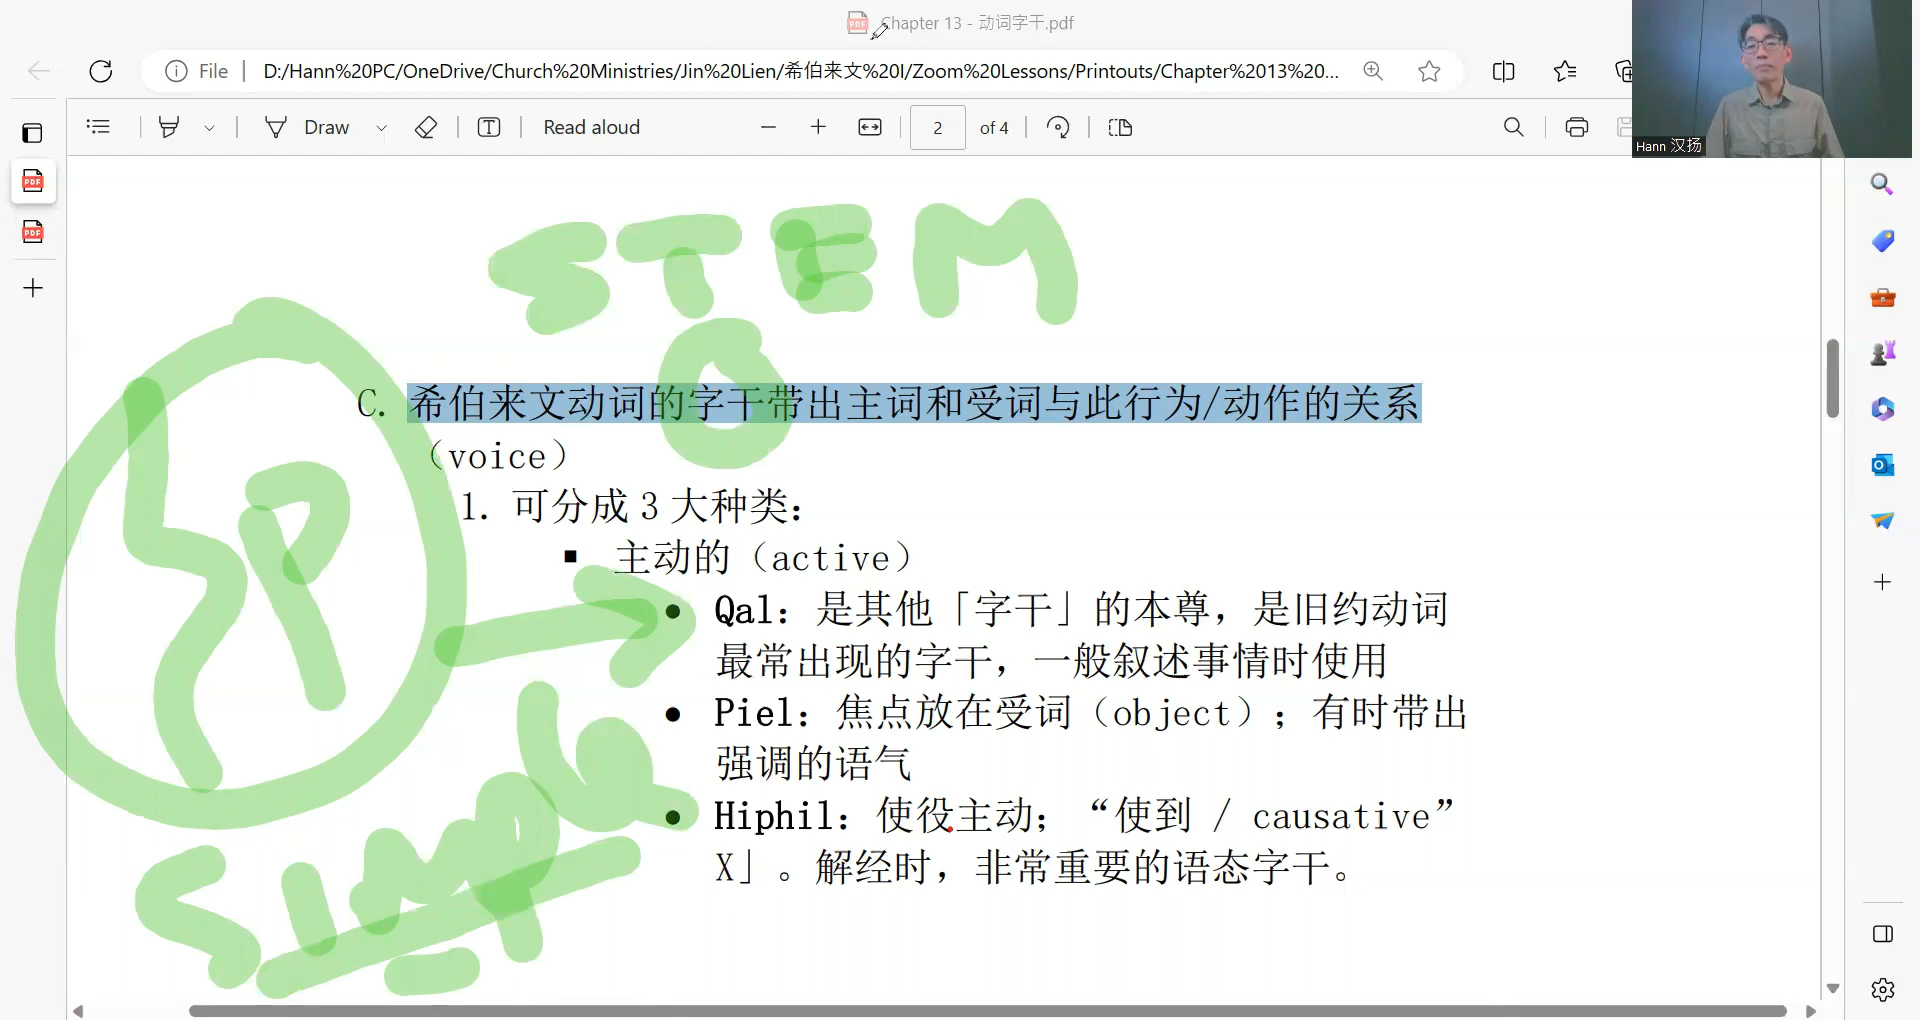 Chapter 13 - 动词字干.pdf
File
D:/Hann%20PC/OneDrive/Church%20Ministries/Jin%20Lien/希伯来文%20I/Zoom%20Lessons/Printouts/Chapter%2013%20...
Draw
Read aloud
2 of 4
Hann 汉扬
STEM
C. 希伯来文动词的字干带出主词和受词与此行为/动作的关系
（voice）
1. 可分成 3 大种类：
■ 主动的（active）
● Qal：是其他「字干」的本尊，是旧约动词
最常出现的字干，一般叙述事情时使用
● Piel：焦点放在受词（object）；有时带出
强调的语气
● Hiphil：使役主动；“使到 / causative”
X」。解经时，非常重要的语态字干。
SP
Simple